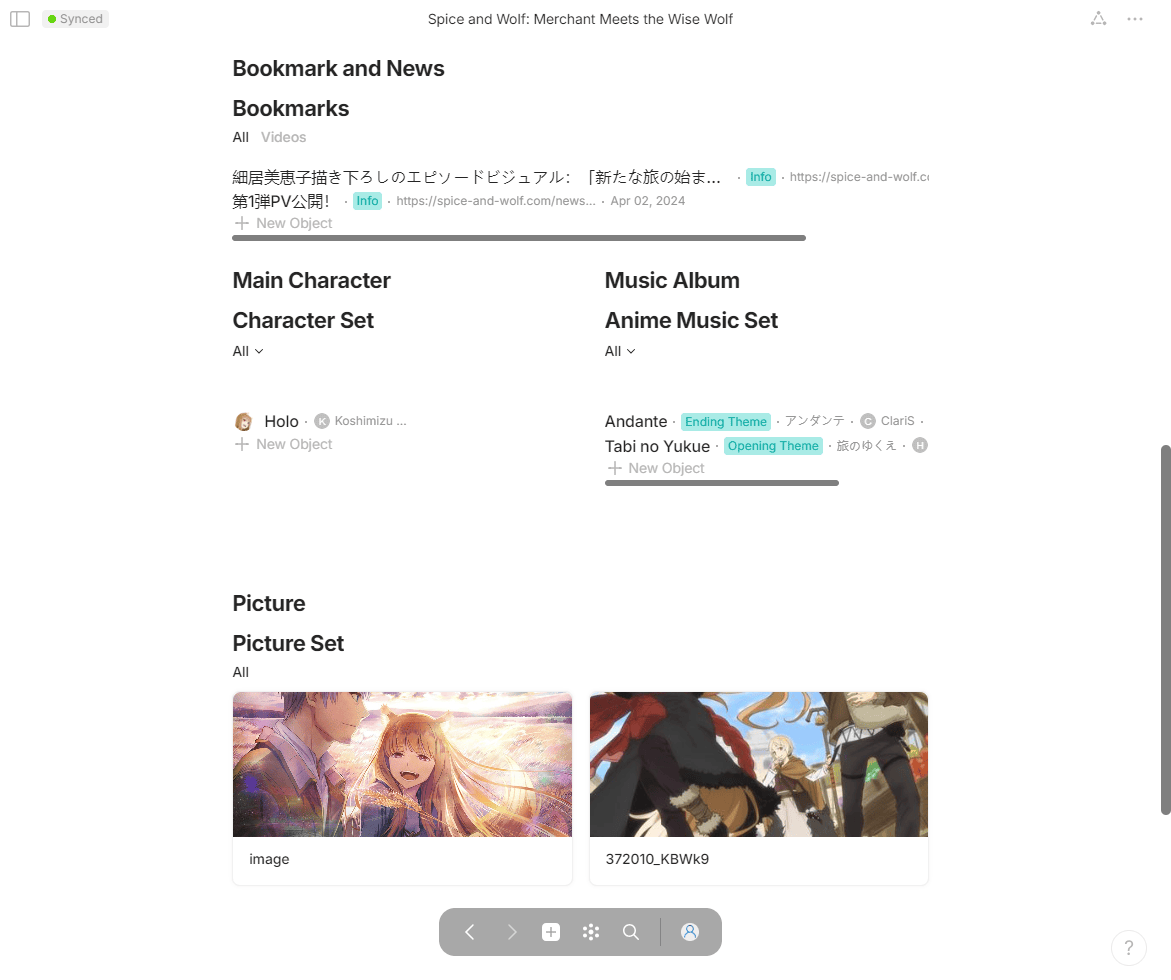 Synced
Spice and Wolf: Merchant Meets the Wise Wolf
Bookmark and News
Bookmarks
All Videos
細居美恵子描き下ろしのエピソードビジュアル：「新たな旅の始ま... · Info · https://spice-and-wolf.co
第1弾PV公開！ · Info · https://spice-and-wolf.com/news... · Apr 02, 2024
New Object
Main Character
Character Set
All
Holo · K Koshimizu ...
New Object
Music Album
Anime Music Set
All
Andante · Ending Theme · アンダンテ · C ClariS ·
Tabi no Yukue · Opening Theme · 旅のゆくえ · H
New Object
Picture
Picture Set
All
image
372010_KBWk9
?